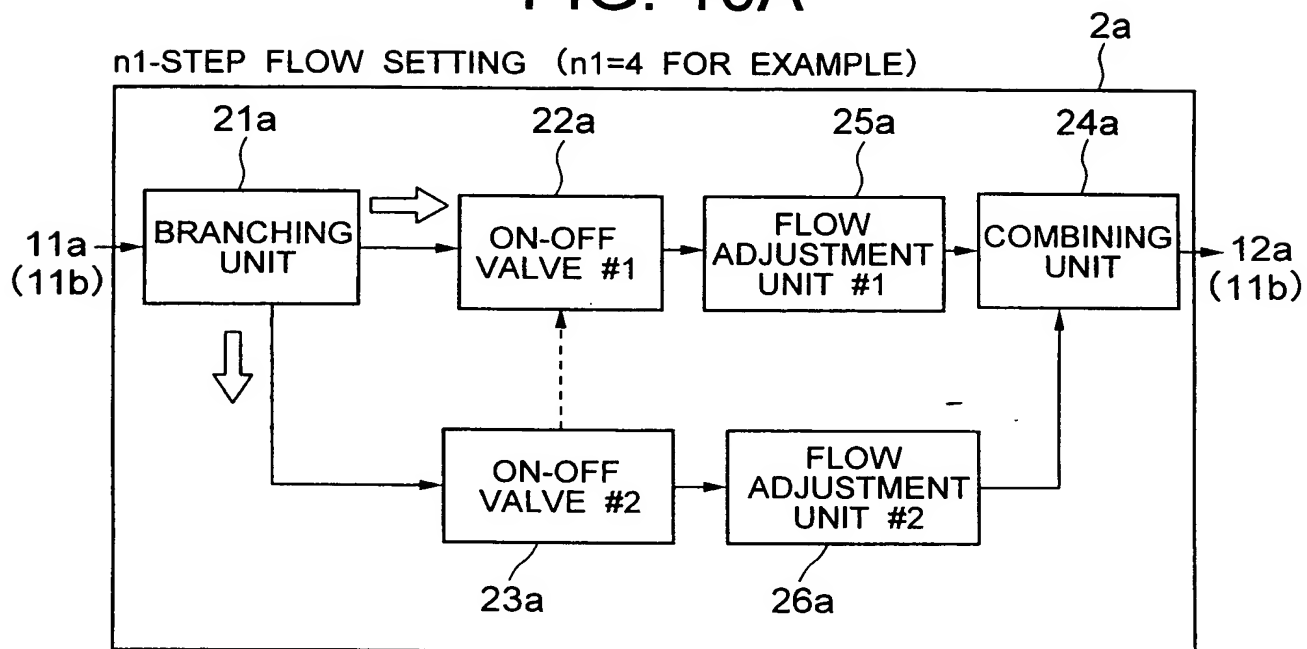 FIG. 10A
2a
n1-STEP FLOW SETTING (n1=4 FOR EXAMPLE)
21a
22a
25a
24a
11a
(11b)
BRANCHING
UNIT
ON-OFF
VALVE #1
FLOW
ADJUSTMENT
UNIT #1
COMBINING
UNIT
12a
(11b)
ON-OFF
VALVE #2
FLOW
ADJUSTMENT
UNIT #2
23a
26a